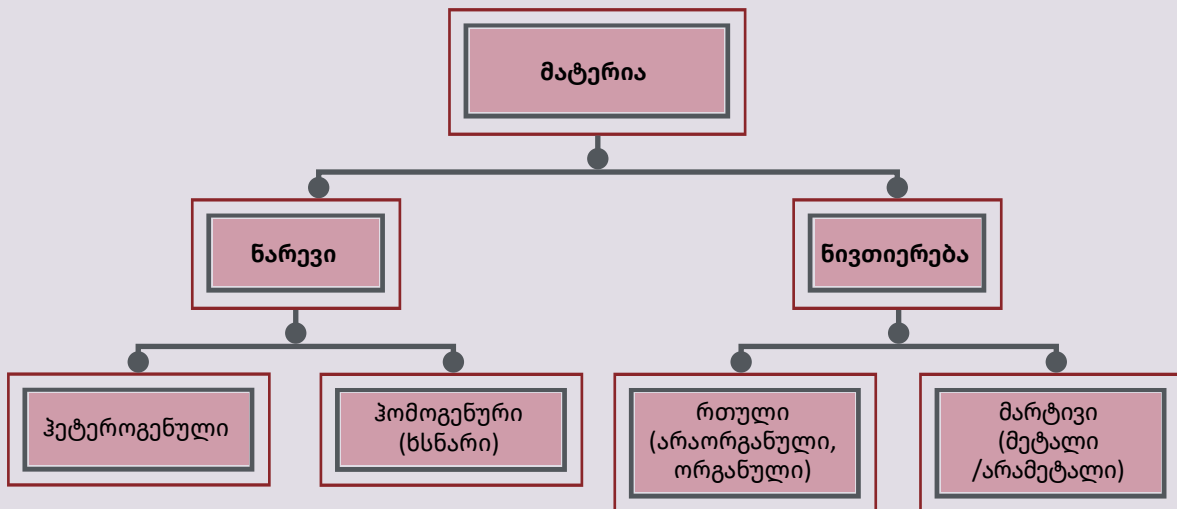 მატერია
ნარევი
ნივთიერება
ჰეტეროგენული
ჰომოგენური
(ხსნარი)
რთული
(არაორგანული,
ორგანული)
მარტივი
(მეტალი
/არამეტალი)